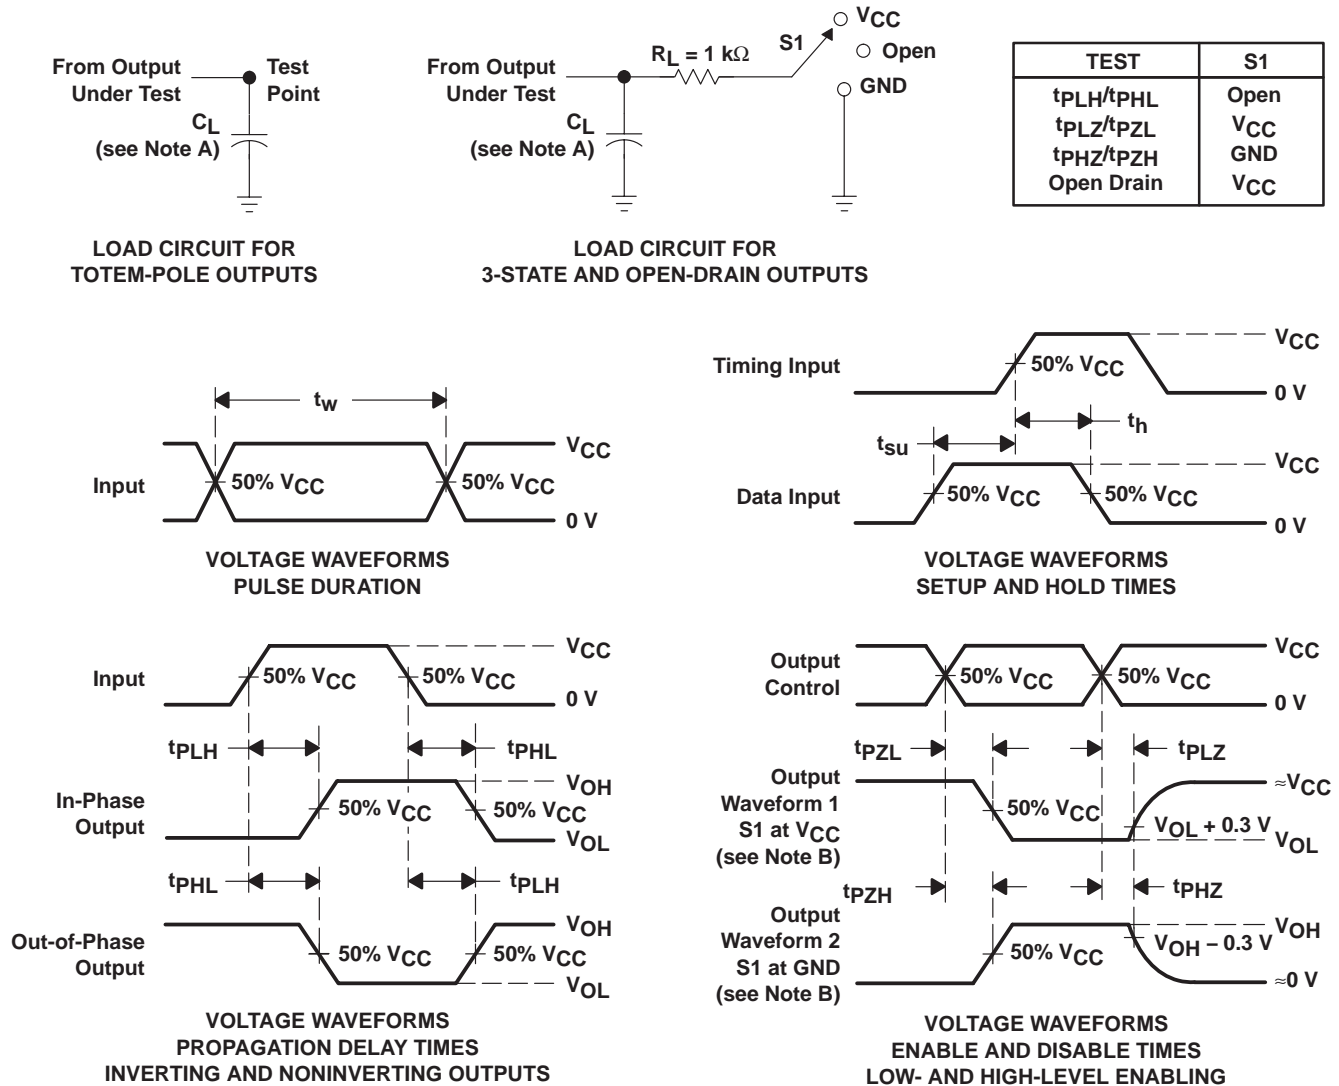 From Output
Under Test
Test
Point
CL
(see Note A)
LOAD CIRCUIT FOR
TOTEM-POLE OUTPUTS
From Output
Under Test
RL = 1 kΩ
S1
VCC
Open
GND
CL
(see Note A)
LOAD CIRCUIT FOR
3-STATE AND OPEN-DRAIN OUTPUTS
TEST S1
tPLH/tPHL Open
tPLZ/tPZL VCC
tPHZ/tPZH GND
Open Drain VCC
tw
Input
50% VCC
50% VCC
VCC
0 V
VOLTAGE WAVEFORMS
PULSE DURATION
Timing Input
50% VCC
VCC
0 V
tsu
th
Data Input
50% VCC
50% VCC
VCC
0 V
VOLTAGE WAVEFORMS
SETUP AND HOLD TIMES
Input
50% VCC
50% VCC
VCC
0 V
tPLH
tPHL
In-Phase
Output
50% VCC
50% VCC
VOH
VOL
tPHL
tPLH
Out-of-Phase
Output
50% VCC
50% VCC
VOH
VOL
VOLTAGE WAVEFORMS
PROPAGATION DELAY TIMES
INVERTING AND NONINVERTING OUTPUTS
Output
Control
50% VCC
50% VCC
VCC
0 V
tPZL
tPLZ
Output
Waveform 1
S1 at VCC
(see Note B)
50% VCC
VOL + 0.3 V
≈VCC
VOL
tPZH
tPHZ
Output
Waveform 2
S1 at GND
(see Note B)
50% VCC
VOH − 0.3 V
VOH
≈0 V
VOLTAGE WAVEFORMS
ENABLE AND DISABLE TIMES
LOW- AND HIGH-LEVEL ENABLING